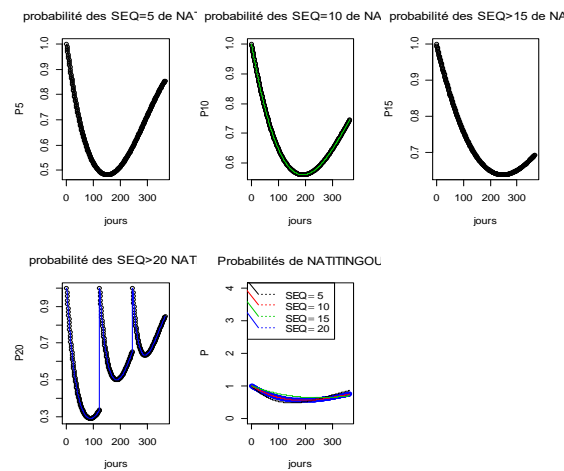 probabilité des SEQ=5 de NAT
probabilité des SEQ=10 de NA
probabilité des SEQ>15 de NA
P5
0.5 0.6 0.7 0.8 0.9 1.0
0 100 200 300
jours
P10
0.6 0.7 0.8 0.9 1.0
0 100 200 300
jours
P15
0.7 0.8 0.9 1.0
0 100 300
jours
probabilité des SEQ>20 NAT
Probabilités de NATITINGOU
P20
0.3 0.5 0.7 0.9
0 100 200 300
jours
P
0 1 2 3 4
SEQ= 5
SEQ= 10
SEQ= 15
SEQ= 20
0 100 200 300
jours